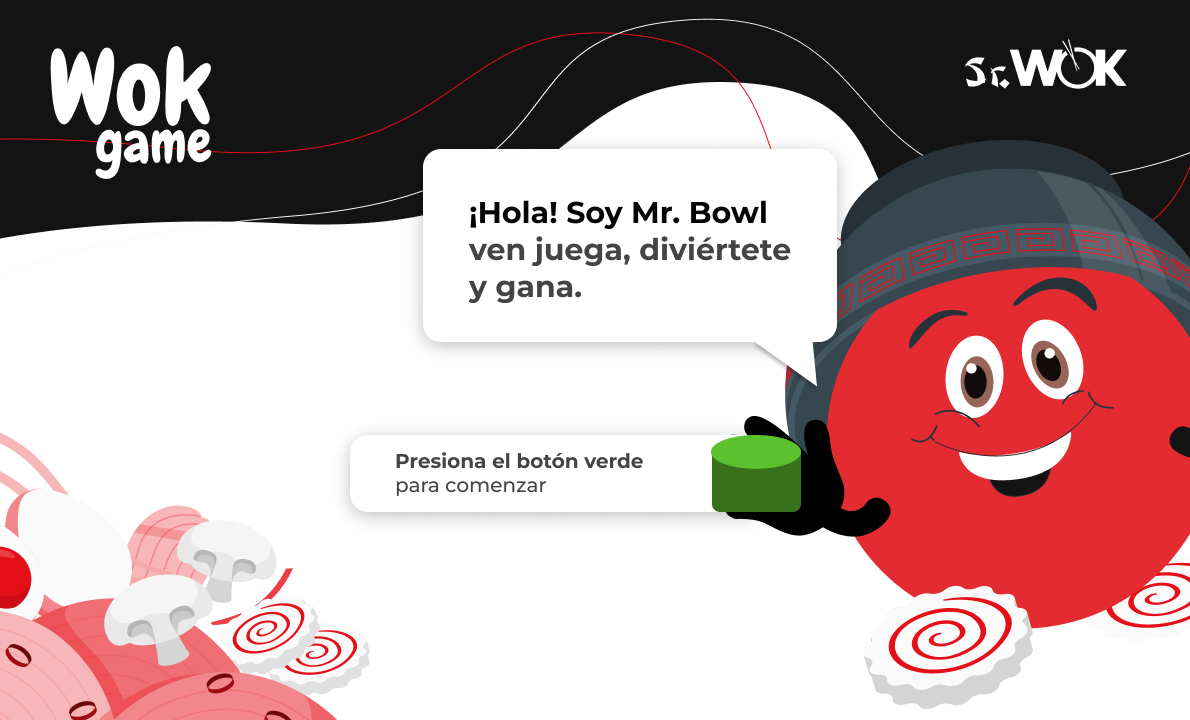 Wok
game
Sr.WOK
¡Hola! Soy Mr. Bowl
ven juega, diviértete
y gana.
Presiona el botón verde
para comenzar